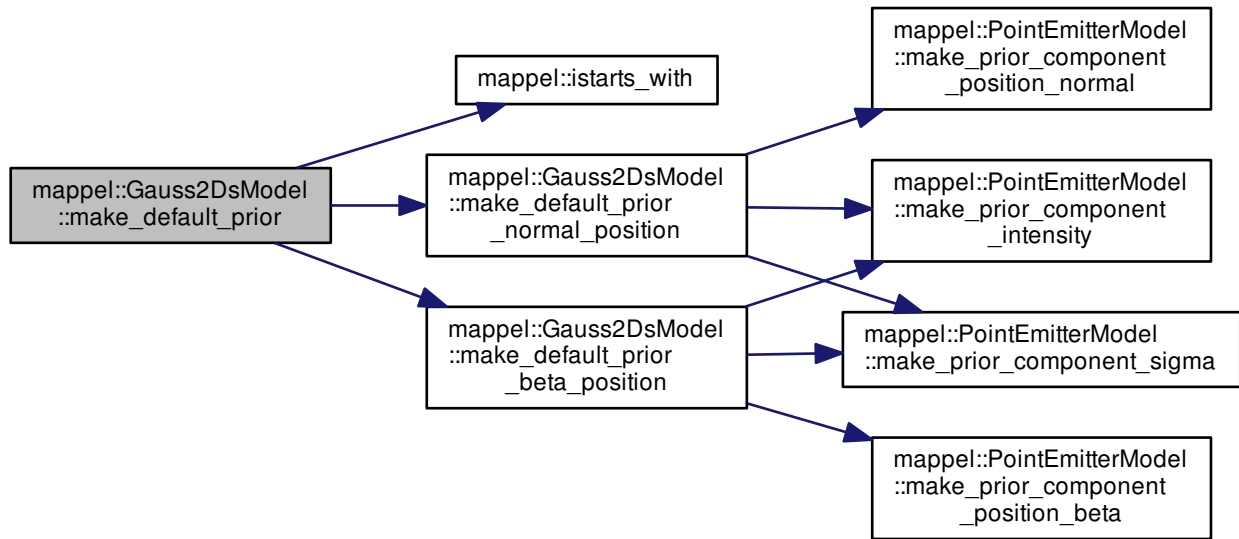 mappel::Gauss2DsModel
::make_default_prior
mappel::istarts_with
mappel::Gauss2DsModel
::make_default_prior
_normal_position
mappel::Gauss2DsModel
::make_default_prior
_beta_position
mappel::PointEmitterModel
::make_prior_component
_position_normal
mappel::PointEmitterModel
::make_prior_component
_intensity
mappel::PointEmitterModel
::make_prior_component_sigma
mappel::PointEmitterModel
::make_prior_component
_position_beta